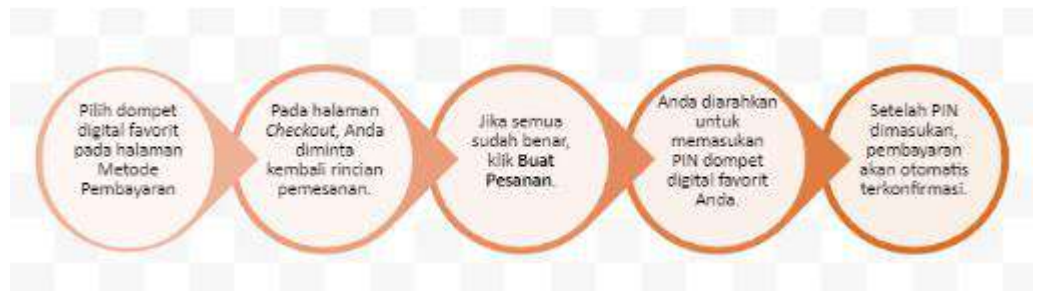 Pilih dompet
digital favorit
pada halaman
Metode
Pembayaran
Pada halaman
Checkout, Anda
diminta
kembali rincian
pemesanan.
Jika semua
sudah benar,
klik Buat
Pesanan.
Anda diarahkan
untuk
memasukan
PIN dompet
digital favorit
Anda.
Setelah PIN
dimasukan,
pembayaran
akan otomatis
terkonfirmasi.